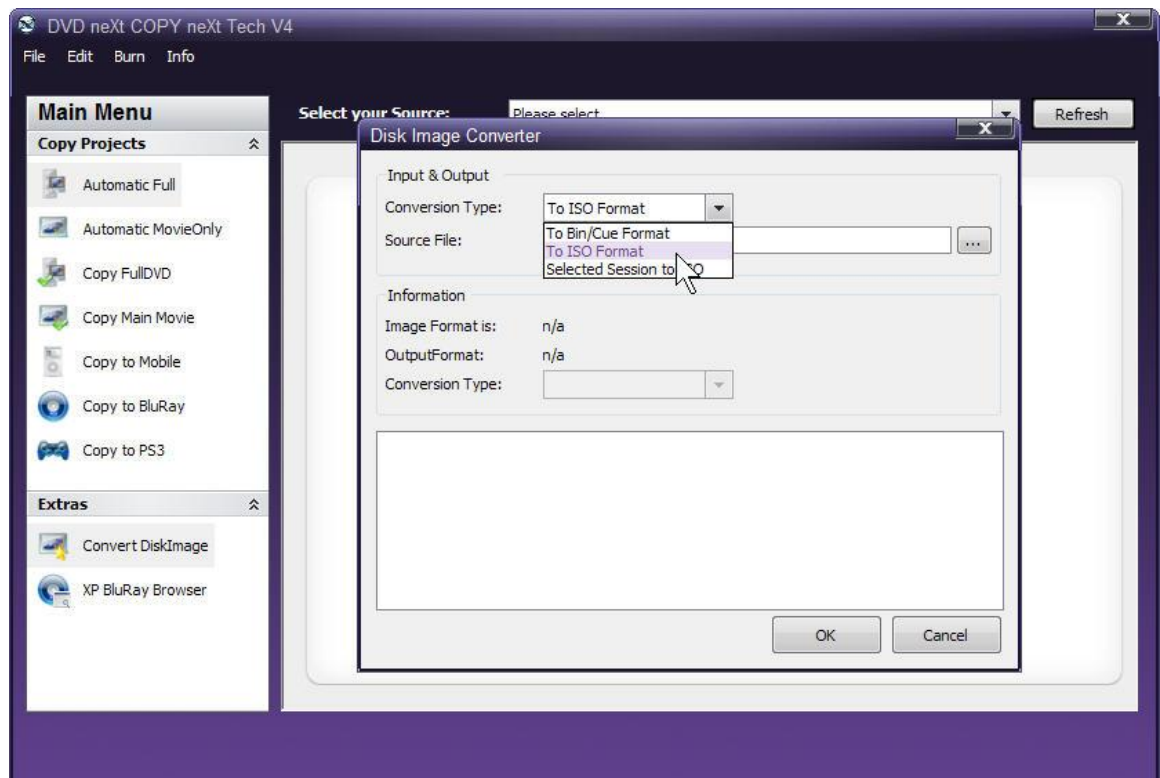 DVD neXt COPY neXt Tech V4
File Edit Burn Info
Main Menu
Select your Source: Please select
Refresh
Copy Projects
Automatic Full
Automatic MovieOnly
Copy FullDVD
Copy Main Movie
Copy to Mobile
Copy to BluRay
Copy to PS3
Extras
Convert DiskImage
XP BluRay Browser
Disk Image Converter
Input & Output
Conversion Type: To ISO Format
To Bin/Cue Format
To ISO Format
Selected Session to ISO
Source File:
...
Information
Image Format is: n/a
OutputFormat: n/a
Conversion Type:
OK Cancel